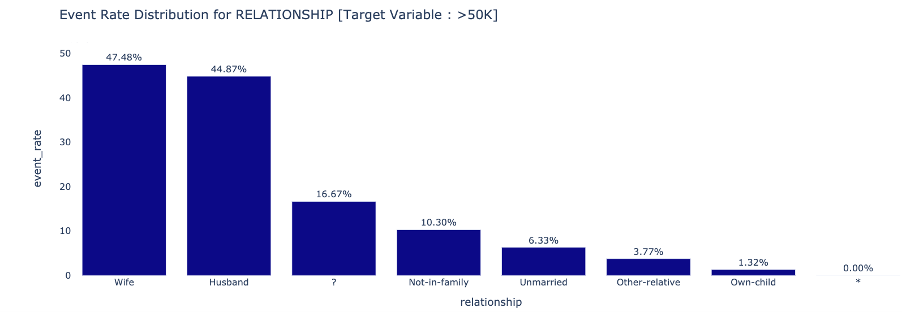 Event Rate Distribution for RELATIONSHIP [Target Variable : >50K]
event_rate
50
40
30
20
10
0
47.48%
44.87%
16.67%
10.30%
6.33%
3.77%
1.32%
0.00%
Wife
Husband
?
Not-in-family
Unmarried
Other-relative
Own-child
*
relationship